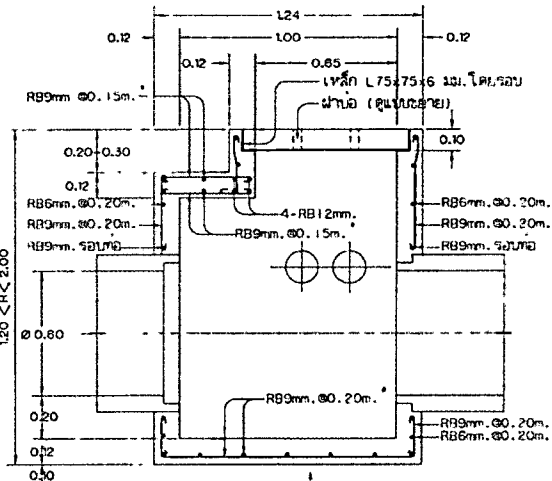 1.24
0.12
1.00
0.12
0.12
0.65
เหล็ก L75x75x6 มม. โดยรอบ
RB9mm @0.15m.
ฝาบ่อ (ดูแบบขยาย)
0.10
0.20-0.30
0.12
RB6mm @0.20m.
RB9mm. @0.20m.
RB9mm. รอบท่อ
4-RB12mm.
RB9mm. @0.15m.
RB6mm. @0.20m.
RB9mm. @0.20m.
RB9mm. รอบท่อ
1.20 <H< 2.00
Ø 0.60
0.20
0.12
RB9mm. @0.20m.
RB9mm. @0.20m.
RB6mm. @0.20m.